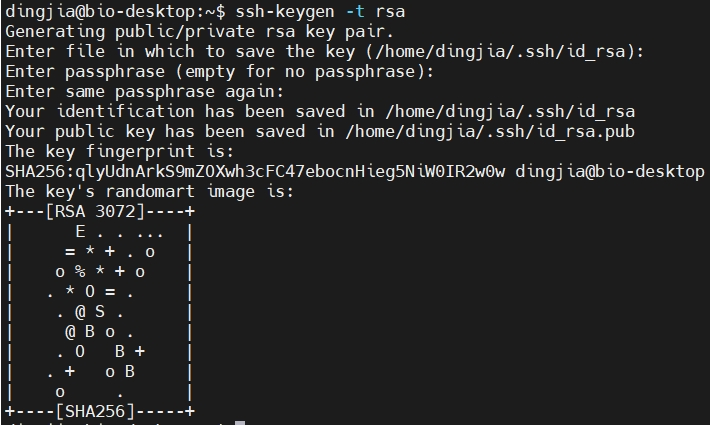 dingjia@bio-desktop:~$ ssh-keygen -t rsa
Generating public/private rsa key pair.
Enter file in which to save the key (/home/dingjia/.ssh/id_rsa):
Enter passphrase (empty for no passphrase):
Enter same passphrase again:
Your identification has been saved in /home/dingjia/.ssh/id_rsa
Your public key has been saved in /home/dingjia/.ssh/id_rsa.pub
The key fingerprint is:
SHA256:qlyUdnArkS9mZOXwh3cFC47ebocnHieg5NiW0IR2w0w dingjia@bio-desktop
The key's randomart image is:
+---[RSA 3072]----+
|      E . . ...  |
|     = * + . o   |
|    o % * + o    |
|   . * O = .     |
|    . @ S .      |
|     @ B o .     |
|    . O   B +    |
|   . +   o B     |
|    o     .      |
+----[SHA256]-----+